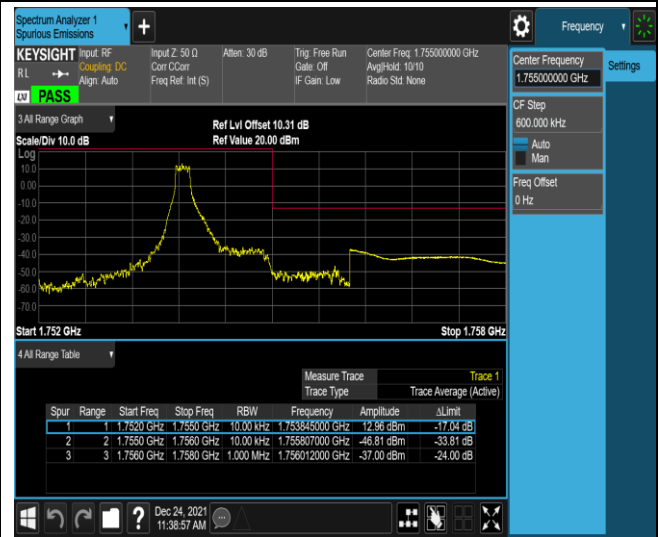 Spectrum Analyzer 1
Spurious Emissions
+
Frequency
KEYSIGHT
RL
LXI
PASS
Input: RF
Coupling: DC
Align: Auto
Input Z: 50 Ω
Corr CCorr
Freq Ref: Int (S)
Atten: 30 dB
Trig: Free Run
Gate: Off
IF Gain: Low
Center Freq: 1.755000000 GHz
Avg|Hold: 10/10
Radio Std: None
Center Frequency
1.755000000 GHz
Settings
CF Step
600.000 kHz
Auto
Man
Freq Offset
0 Hz
3 All Range Graph
Scale/Div 10.0 dB
Ref Lvl Offset 10.31 dB
Ref Value 20.00 dBm
Log
10.0
0.00
-10.0
-20.0
-30.0
-40.0
-50.0
-60.0
-70.0
Start 1.752 GHz
Stop 1.758 GHz
4 All Range Table
Measure Trace Trace 1
Trace Type Trace Average (Active)
Spur Range Start Freq Stop Freq RBW Frequency Amplitude ΔLimit
1 1 1.7520 GHz 1.7550 GHz 10.00 kHz 1.753845000 GHz 12.96 dBm -17.04 dB
2 2 1.7550 GHz 1.7560 GHz 10.00 kHz 1.755807000 GHz -46.81 dBm -33.81 dB
3 3 1.7560 GHz 1.7580 GHz 1.000 MHz 1.756012000 GHz -37.00 dBm -24.00 dB
?
Dec 24, 2021
11:38:57 AM